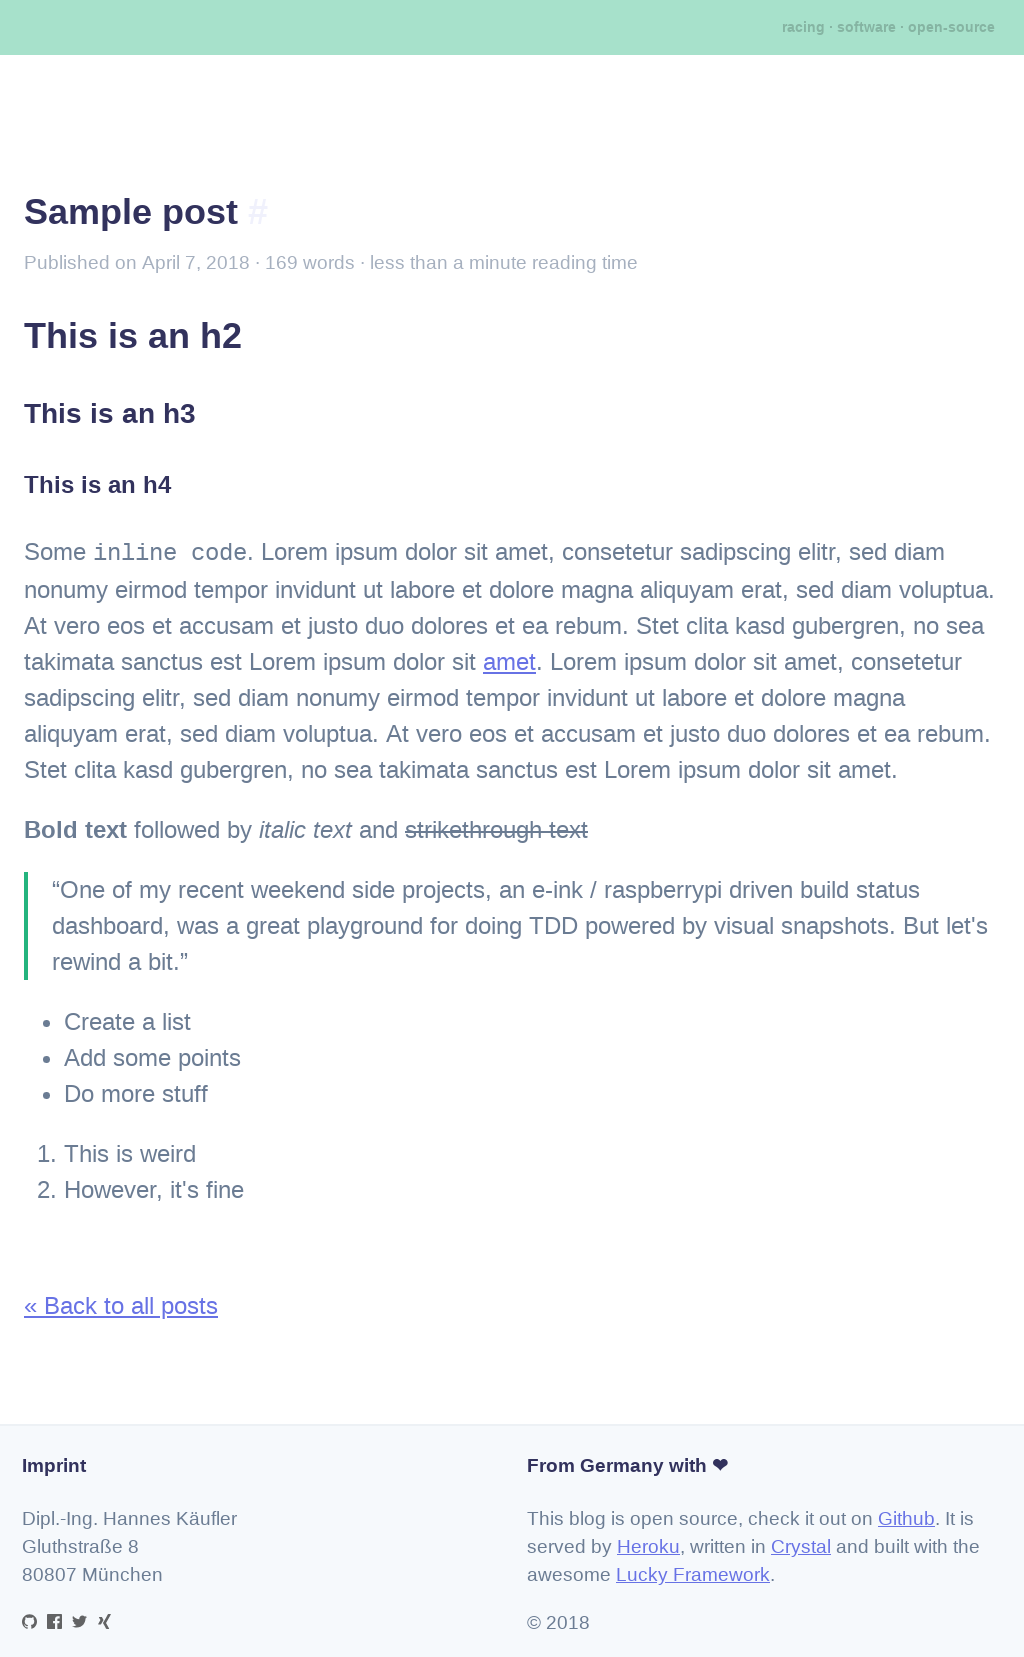 racing · software · open-source
Sample post #
Published on April 7, 2018 · 169 words · less than a minute reading time
This is an h2
This is an h3
This is an h4
Some inline code. Lorem ipsum dolor sit amet, consetetur sadipscing elitr, sed diam
nonumy eirmod tempor invidunt ut labore et dolore magna aliquyam erat, sed diam voluptua.
At vero eos et accusam et justo duo dolores et ea rebum. Stet clita kasd gubergren, no sea
takimata sanctus est Lorem ipsum dolor sit amet. Lorem ipsum dolor sit amet, consetetur
sadipscing elitr, sed diam nonumy eirmod tempor invidunt ut labore et dolore magna
aliquyam erat, sed diam voluptua. At vero eos et accusam et justo duo dolores et ea rebum.
Stet clita kasd gubergren, no sea takimata sanctus est Lorem ipsum dolor sit amet.
Bold text followed by italic text and strikethrough text
“One of my recent weekend side projects, an e-ink / raspberrypi driven build status
dashboard, was a great playground for doing TDD powered by visual snapshots. But let's
rewind a bit.”
• Create a list
• Add some points
• Do more stuff
1. This is weird
2. However, it's fine
« Back to all posts
Imprint
Dipl.-Ing. Hannes Käufler
Gluthstraße 8
80807 München
From Germany with ❤
This blog is open source, check it out on Github. It is
served by Heroku, written in Crystal and built with the
awesome Lucky Framework.
© 2018